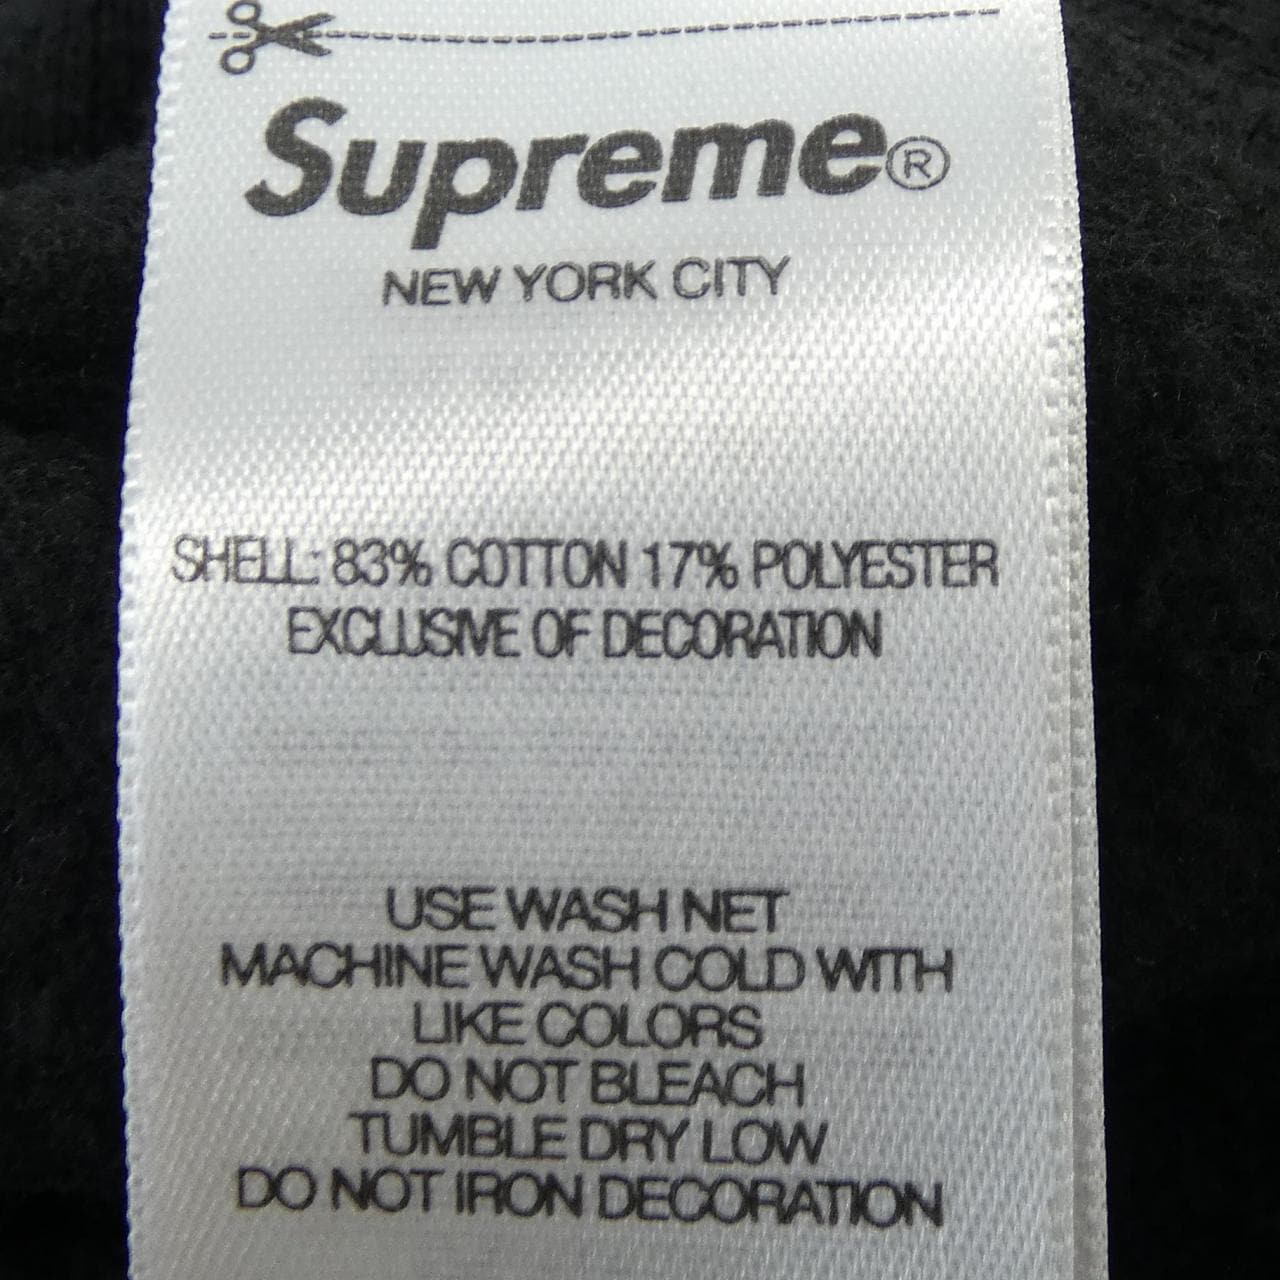 Supreme®
NEW YORK CITY
SHELL: 83% COTTON 17% POLYESTER
EXCLUSIVE OF DECORATION
USE WASH NET
MACHINE WASH COLD WITH
LIKE COLORS
DO NOT BLEACH
TUMBLE DRY LOW
DO NOT IRON DECORATION